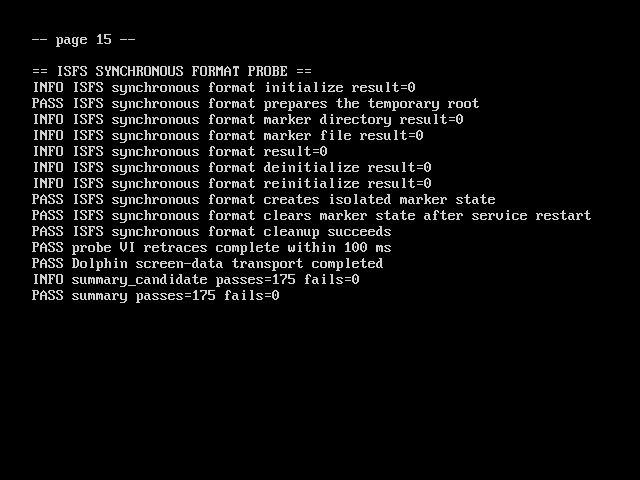 -- page 15 --
== ISFS SYNCHRONOUS FORMAT PROBE ==
INFO ISFS synchronous format initialize result=0
PASS ISFS synchronous format prepares the temporary root
INFO ISFS synchronous format marker directory result=0
INFO ISFS synchronous format marker file result=0
INFO ISFS synchronous format result=0
INFO ISFS synchronous format deinitialize result=0
INFO ISFS synchronous format reinitialize result=0
PASS ISFS synchronous format creates isolated marker state
PASS ISFS synchronous format clears marker state after service restart
PASS ISFS synchronous format cleanup succeeds
PASS probe VI retraces complete within 100 ms
PASS Dolphin screen-data transport completed
INFO summary_candidate passes=175 fails=0
PASS summary passes=175 fails=0